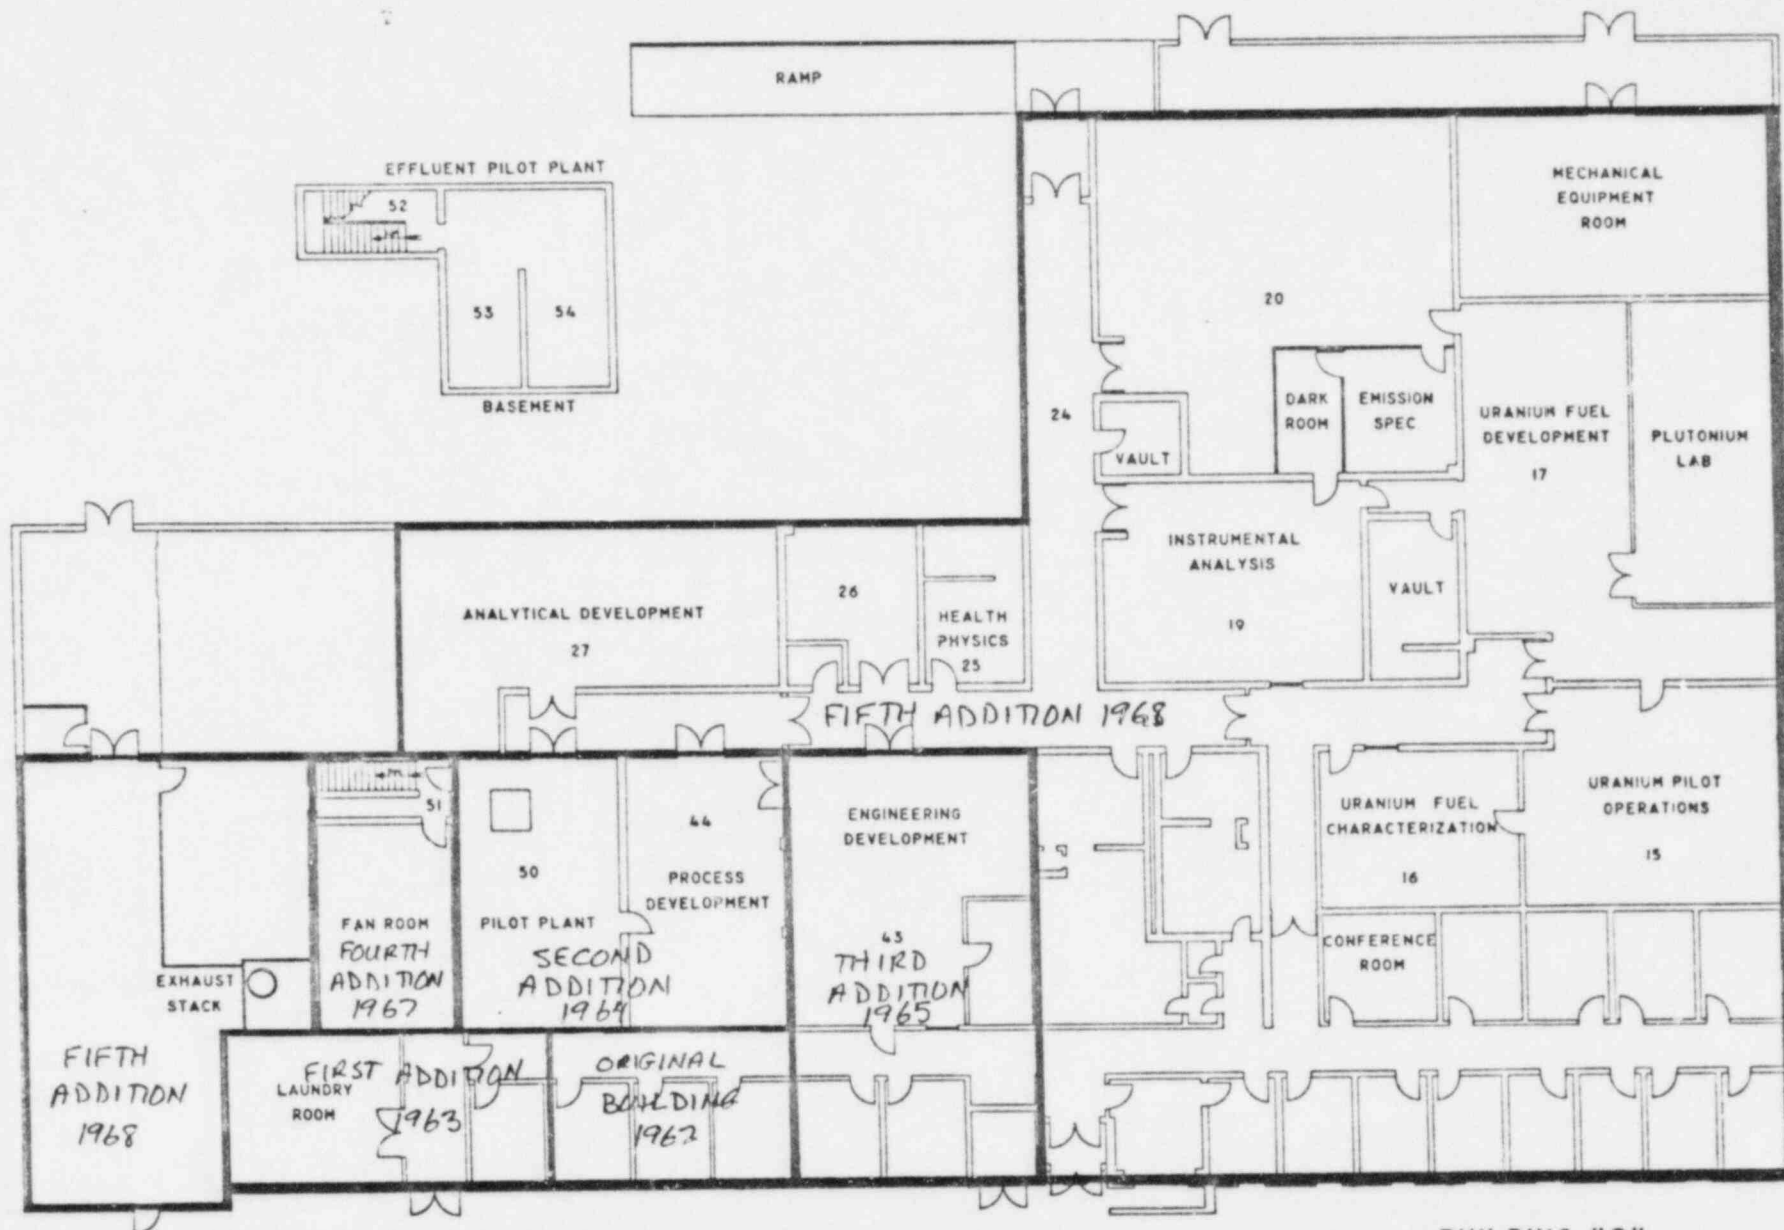 RAMP
EFFLUENT PILOT PLANT
52
53
54
BASEMENT
MECHANICAL
EQUIPMENT
ROOM
20
DARK
ROOM
EMISSION
SPEC
24
VAULT
URANIUM FUEL
DEVELOPMENT
17
PLUTONIUM
LAB
INSTRUMENTAL
ANALYSIS
19
VAULT
ANALYTICAL DEVELOPMENT
27
26
HEALTH
PHYSICS
25
FIFTH ADDITION 1968
51
FAN ROOM
FOURTH
ADDITION
1967
50
PILOT PLANT
SECOND
ADDITION
1964
44
PROCESS
DEVELOPMENT
ENGINEERING
DEVELOPMENT
43
THIRD
ADDITION
1965
URANIUM FUEL
CHARACTERIZATION
16
URANIUM PILOT
OPERATIONS
15
CONFERENCE
ROOM
EXHAUST
STACK
FIFTH
ADDITION
1968
FIRST ADDITION
1963
LAUNDRY
ROOM
ORIGINAL
BUILDING
1962